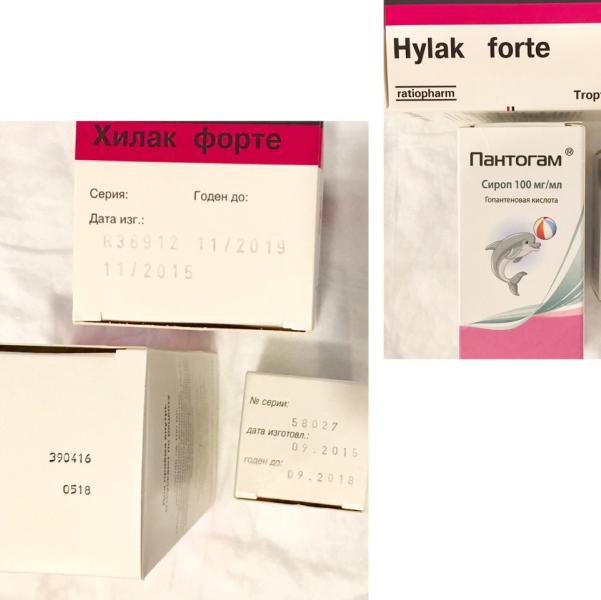 Hylak forte
ratiopharm
Пантогам®
Сироп 100 мг/мл
Гопантеновая кислота
Хилак форте
Серия: Годен до:
Дата изг.:
R36912 11/2019
11/2015
390416
0518
№ серии:
58027
дата изготовл.:
09.2015
годен до:
09.2018